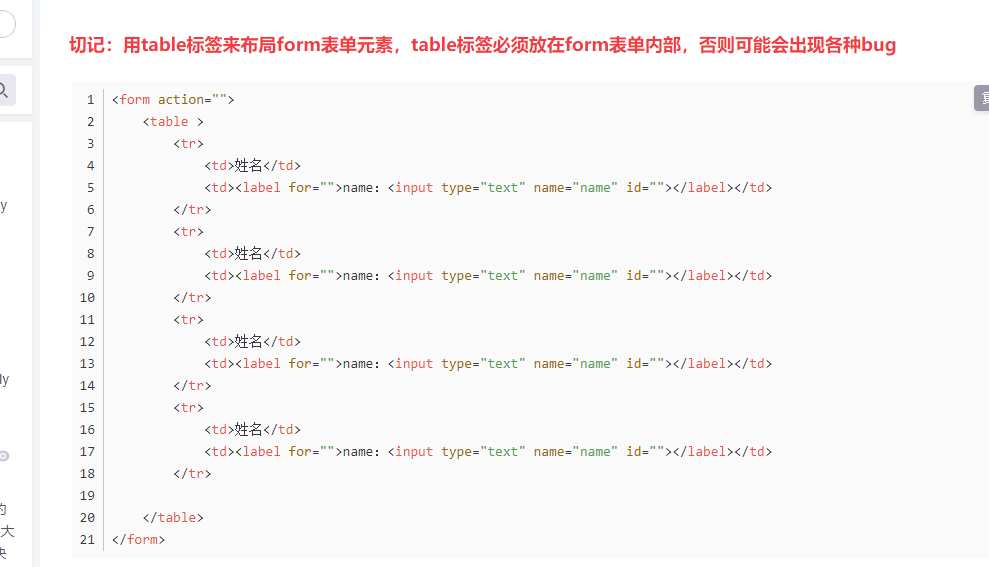 切记：用table标签来布局form表单元素，table标签必须放在form表单内部，否则可能会出现各种bug
1 <form action="">
2     <table >
3         <tr>
4             <td>姓名</td>
5             <td><label for="">name：<input type="text" name="name" id=""></label></td>
6         </tr>
7         <tr>
8             <td>姓名</td>
9             <td><label for="">name：<input type="text" name="name" id=""></label></td>
10         </tr>
11         <tr>
12             <td>姓名</td>
13             <td><label for="">name：<input type="text" name="name" id=""></label></td>
14         </tr>
15         <tr>
16             <td>姓名</td>
17             <td><label for="">name：<input type="text" name="name" id=""></label></td>
18         </tr>
19
20     </table>
21 </form>
y
ly
的
大